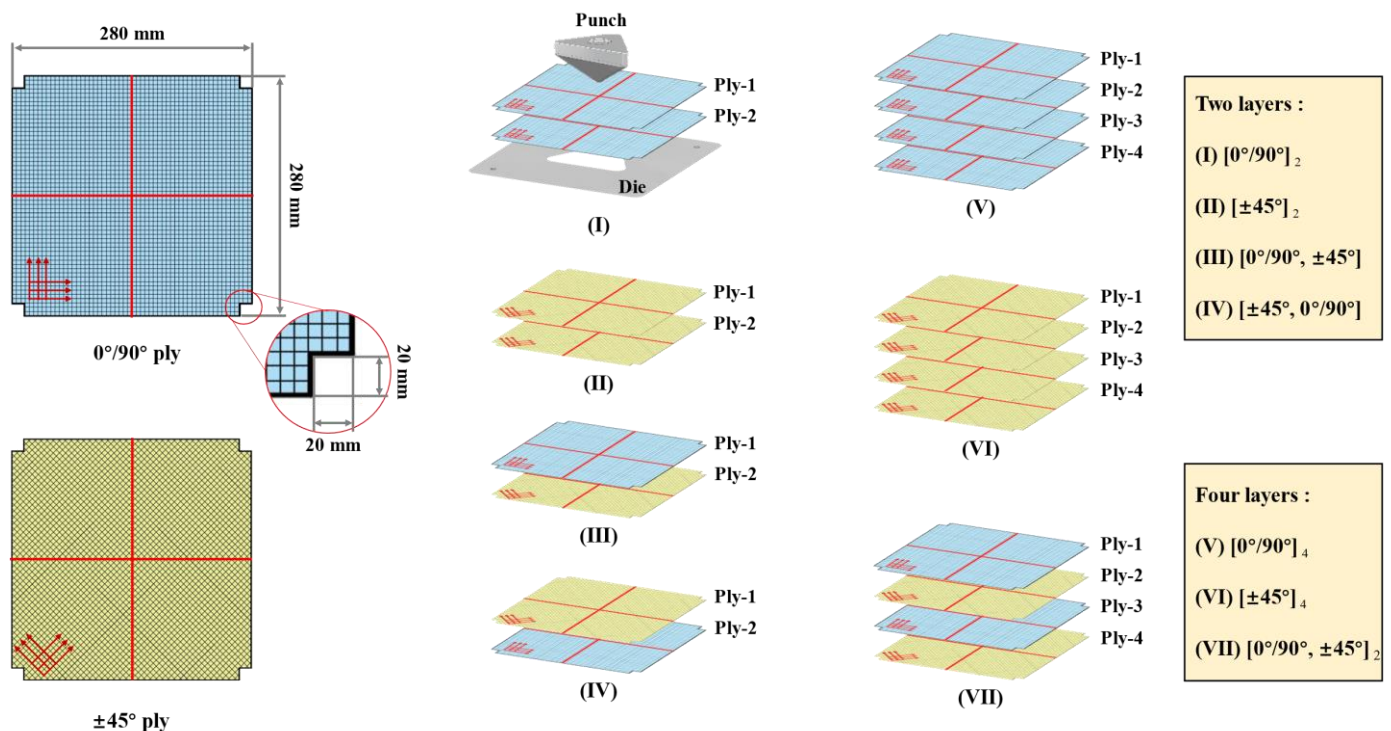 280 mm
280 mm
0°/90° ply
20 mm
20 mm
±45° ply
Punch
Ply-1
Ply-2
Die
(I)
Ply-1
Ply-2
(II)
Ply-1
Ply-2
(III)
Ply-1
Ply-2
(IV)
Ply-1
Ply-2
Ply-3
Ply-4
(V)
Ply-1
Ply-2
Ply-3
Ply-4
(VI)
Ply-1
Ply-2
Ply-3
Ply-4
(VII)
Two layers :
(I) [0°/90°] 2
(II) [±45°] 2
(III) [0°/90°, ±45°]
(IV) [±45°, 0°/90°]
Four layers :
(V) [0°/90°] 4
(VI) [±45°] 4
(VII) [0°/90°, ±45°] 2